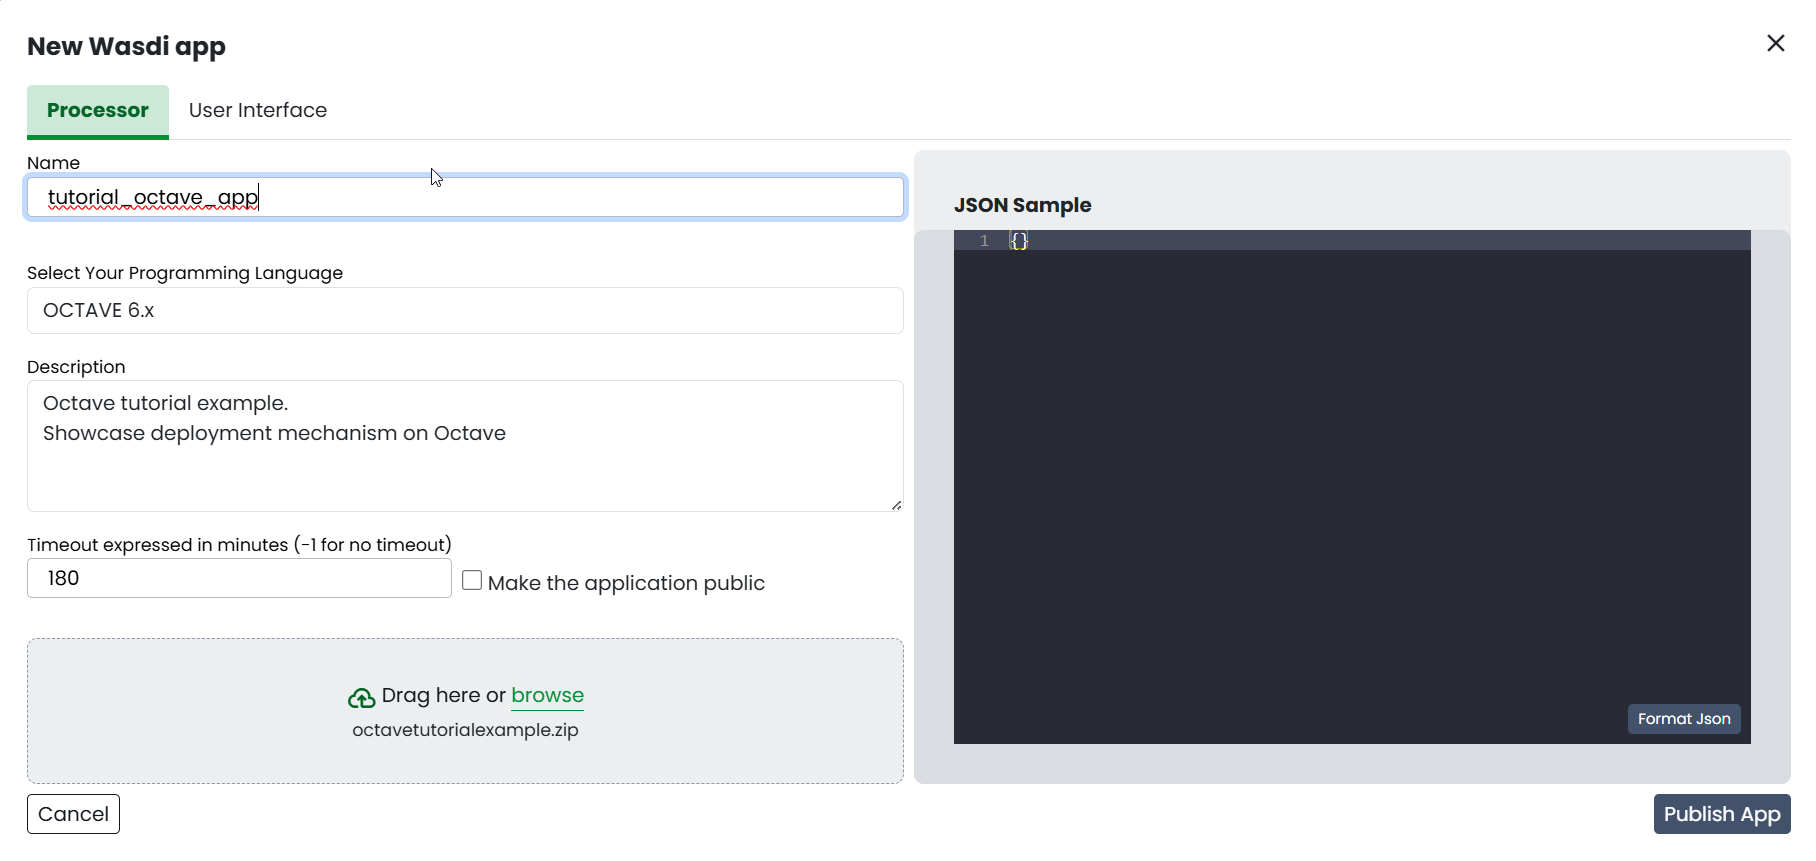 New Wasdi app
Processor
User Interface
Name
tutorial_octave_app
Select Your Programming Language
OCTAVE 6.x
Description
Octave tutorial example.
Showcase deployment mechanism on Octave
Timeout expressed in minutes (-1 for no timeout)
180
Make the application public
Drag here or browse
octavetutorialexample.zip
Cancel
JSON Sample
1 {}
Format Json
Publish App